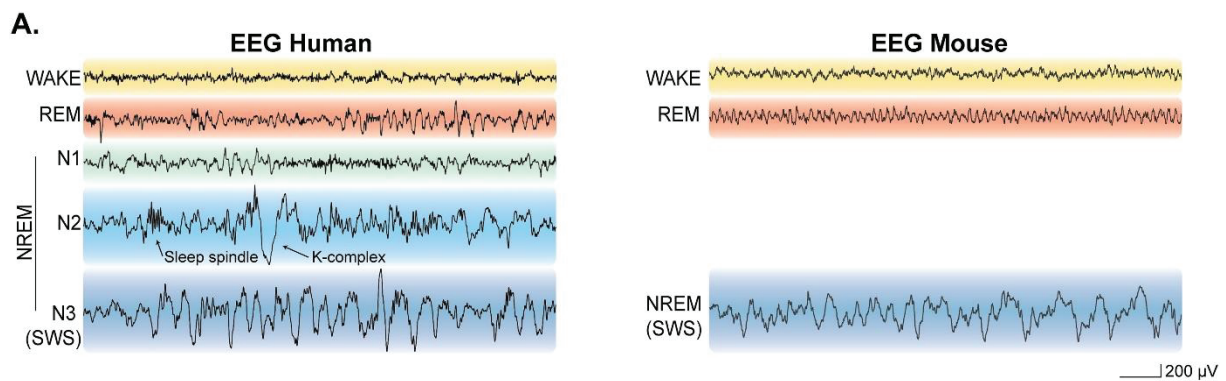 A.
EEG Human
WAKE
REM
N1
N2
Sleep spindle
K-complex
N3
(SWS)
NREM
EEG Mouse
WAKE
REM
NREM
(SWS)
200 µV